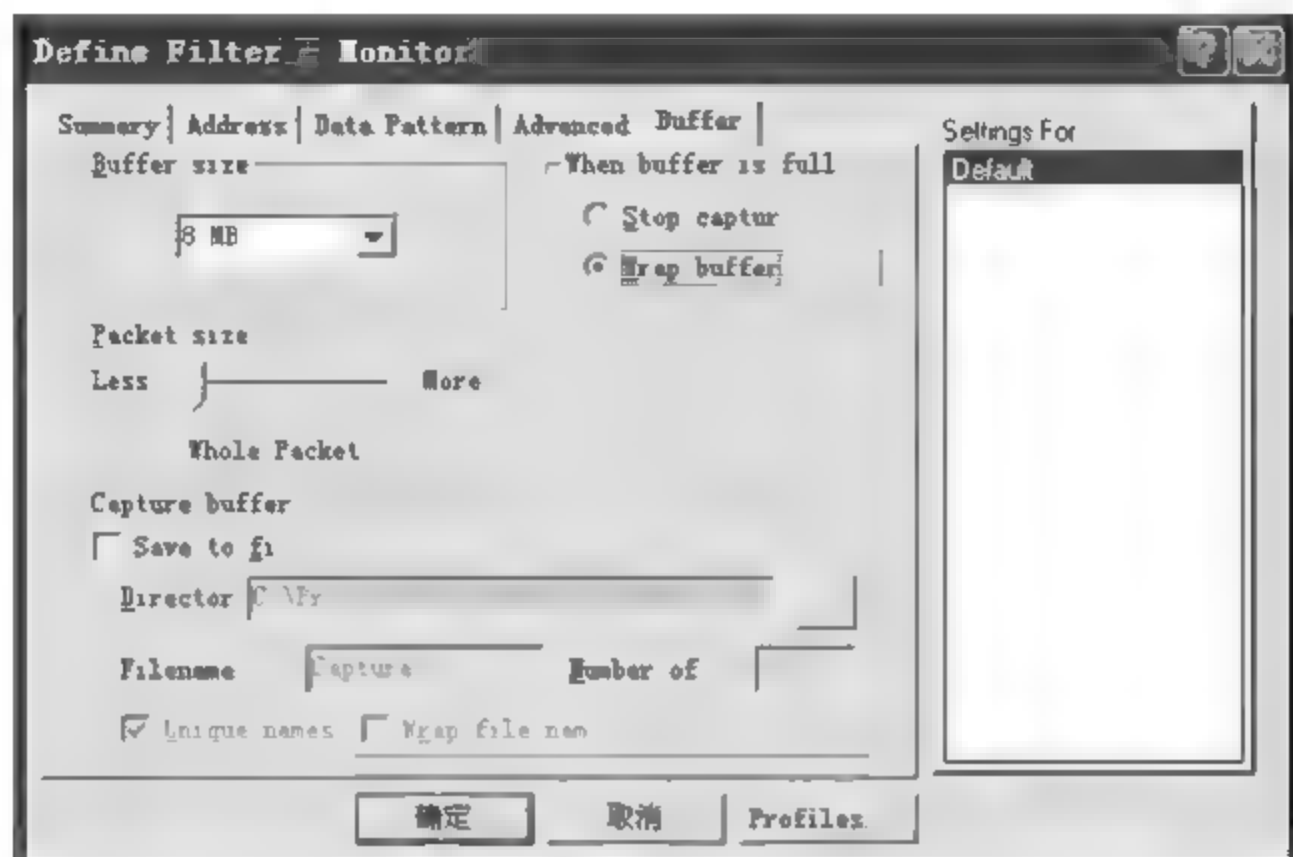 Define Filter - Monitor
Summary Address Data Pattern Advanced Buffer
Settings For
Default
Buffer size
8 MB
When buffer is full
Stop captur
Wrap buffer
Packet size
Less More
Whole Packet
Capture buffer
Save to fi
Director C:\Pr
Filename Capture Number of
Unique names Wrap file nam
确定 取消 Profiles